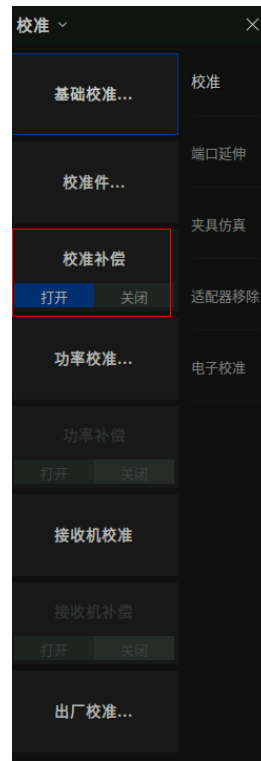 校准
基础校准...
校准件...
校准补偿
打开 关闭
功率校准...
功率补偿
打开 关闭
接收机校准
接收机补偿
打开 关闭
出厂校准...
校准
端口延伸
夹具仿真
适配器移除
电子校准